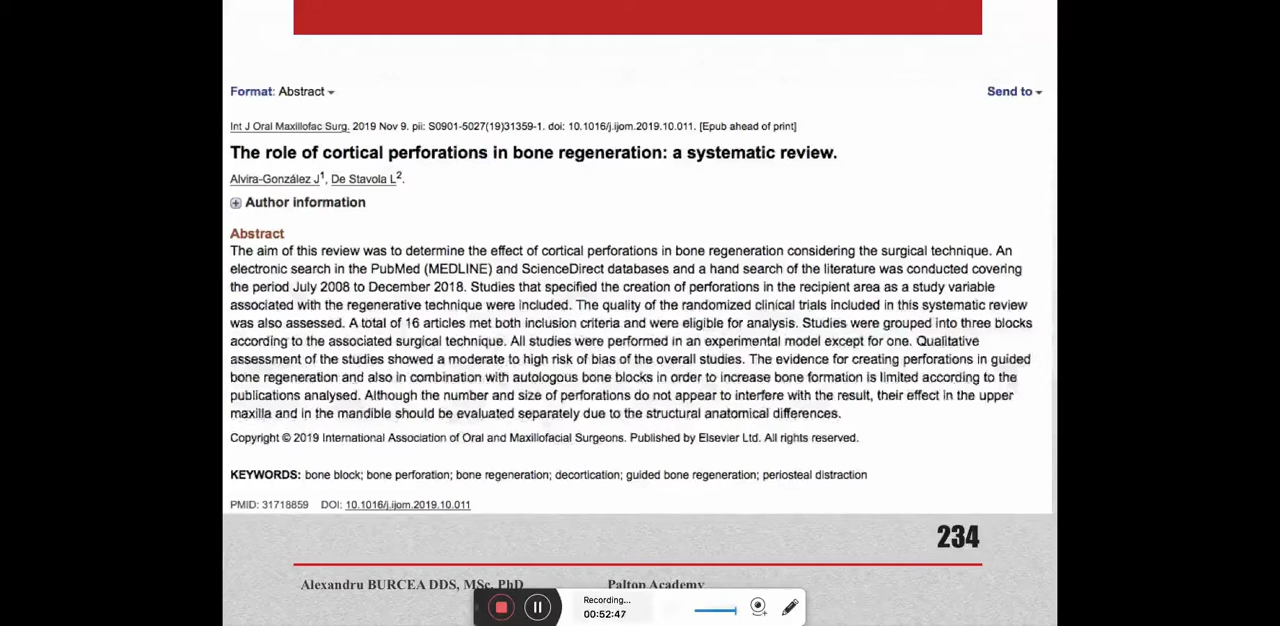 Format: Abstract
Send to
Int J Oral Maxillofac Surg. 2019 Nov 9. pii: S0901-5027(19)31359-1. doi: 10.1016/j.ijom.2019.10.011. [Epub ahead of print]
The role of cortical perforations in bone regeneration: a systematic review.
Alvira-González J1, De Stavola L2.
Author information
Abstract
The aim of this review was to determine the effect of cortical perforations in bone regeneration considering the surgical technique. An
electronic search in the PubMed (MEDLINE) and ScienceDirect databases and a hand search of the literature was conducted covering
the period July 2008 to December 2018. Studies that specified the creation of perforations in the recipient area as a study variable
associated with the regenerative technique were included. The quality of the randomized clinical trials included in this systematic review
was also assessed. A total of 16 articles met both inclusion criteria and were eligible for analysis. Studies were grouped into three blocks
according to the associated surgical technique. All studies were performed in an experimental model except for one. Qualitative
assessment of the studies showed a moderate to high risk of bias of the overall studies. The evidence for creating perforations in guided
bone regeneration and also in combination with autologous bone blocks in order to increase bone formation is limited according to the
publications analysed. Although the number and size of perforations do not appear to interfere with the result, their effect in the upper
maxilla and in the mandible should be evaluated separately due to the structural anatomical differences.
Copyright © 2019 International Association of Oral and Maxillofacial Surgeons. Published by Elsevier Ltd. All rights reserved.
KEYWORDS: bone block; bone perforation; bone regeneration; decortication; guided bone regeneration; periosteal distraction
PMID: 31718859 DOI: 10.1016/j.ijom.2019.10.011
234
Alexandru BURCEA DDS, MSc, PhD
Palton Academy
Recording...
00:52:47